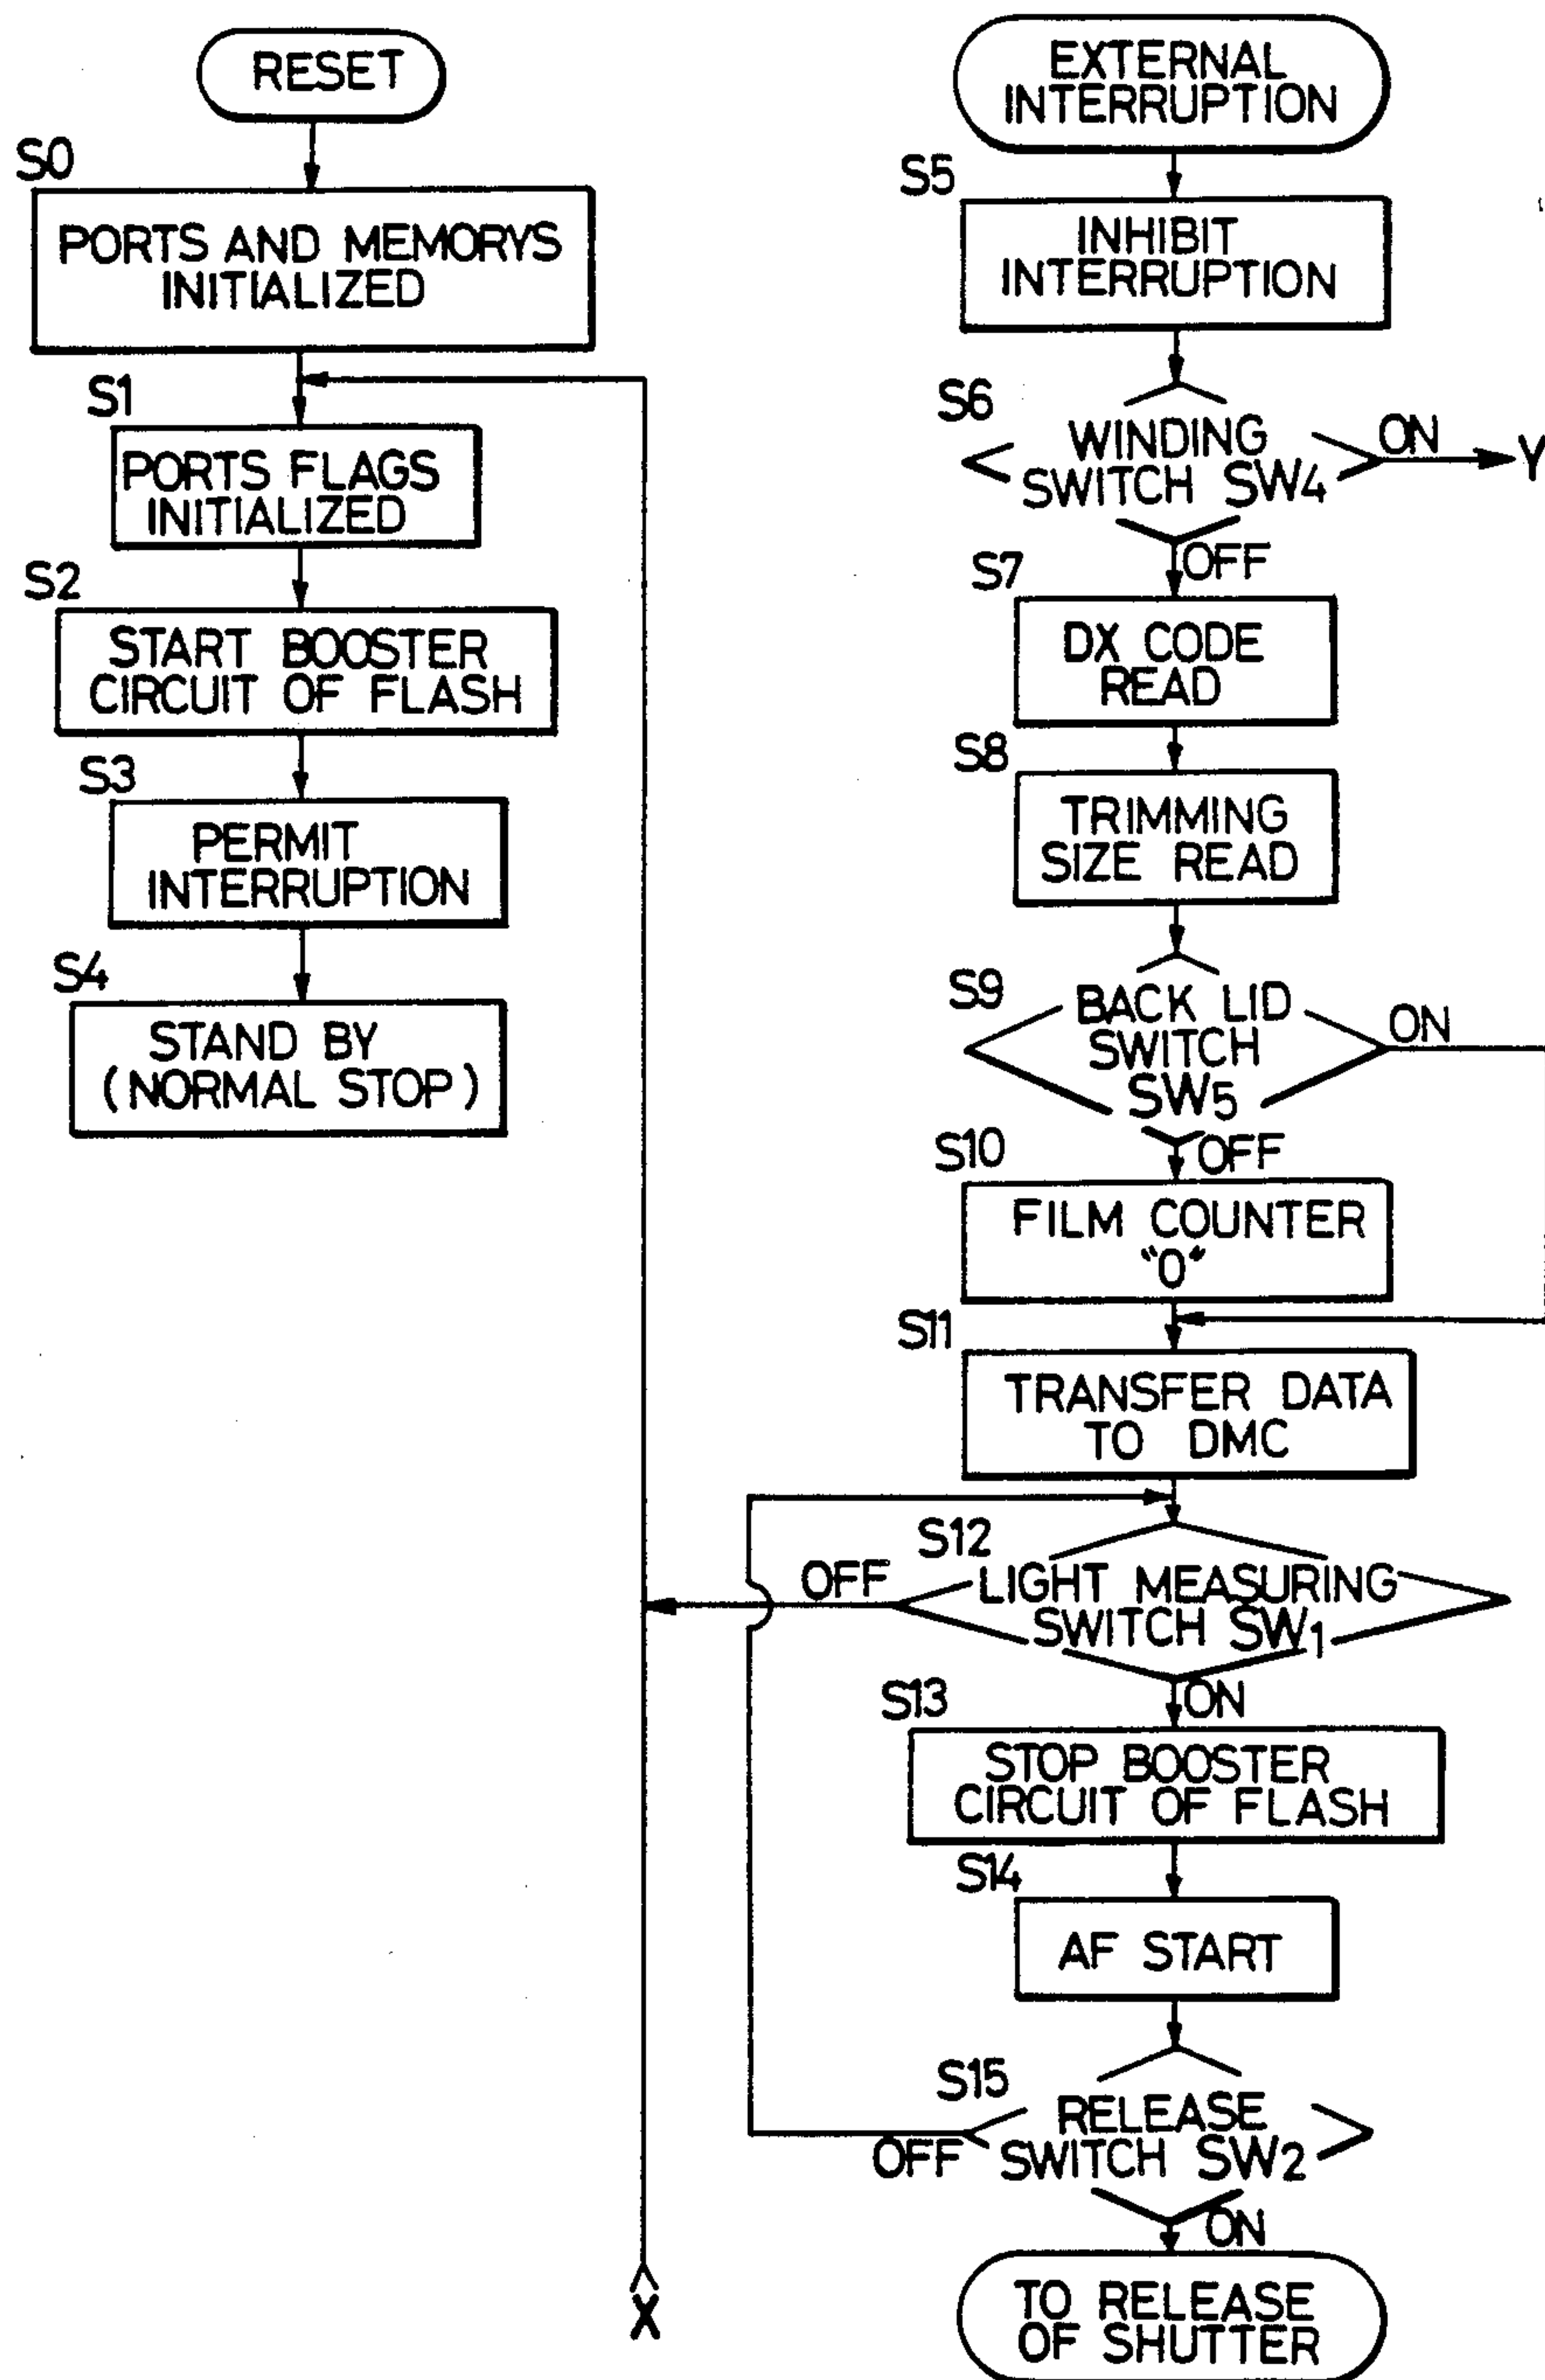 RESET
S0
PORTS AND MEMORYS
INITIALIZED
S1
PORTS FLAGS
INITIALIZED
S2
START BOOSTER
CIRCUIT OF FLASH
S3
PERMIT
INTERRUPTION
S4
STAND BY
(NORMAL STOP)
X
EXTERNAL
INTERRUPTION
S5
INHIBIT
INTERRUPTION
S6
WINDING
SWITCH SW4
ON
Y
OFF
S7
DX CODE
READ
S8
TRIMMING
SIZE READ
S9
BACK LID
SWITCH
SW5
ON
OFF
S10
FILM COUNTER
"0"
S11
TRANSFER DATA
TO DMC
S12
OFF
LIGHT MEASURING
SWITCH SW1
ON
S13
STOP BOOSTER
CIRCUIT OF FLASH
S14
AF START
S15
RELEASE
SWITCH SW2
OFF
ON
TO RELEASE
OF SHUTTER